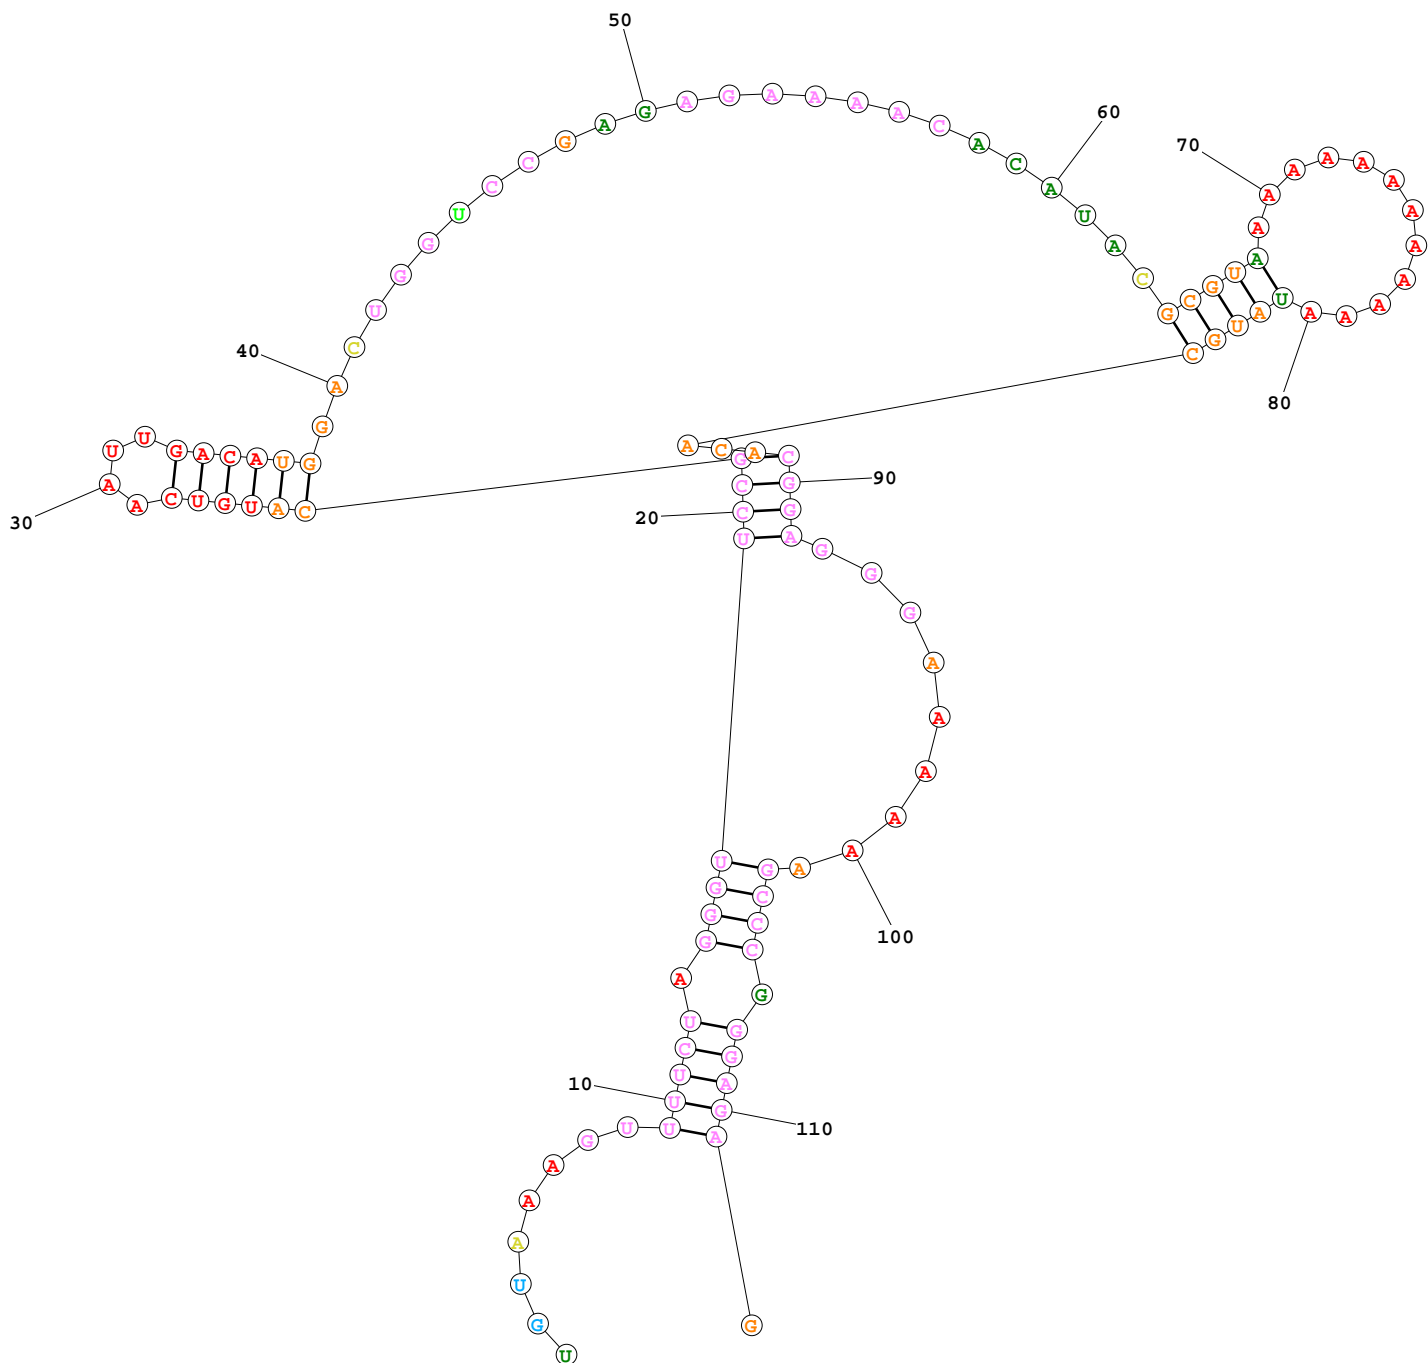 U G U A A A G U U U
10
U C U A G G G U U C
20
C G C A U G U C A A
30
U U G A C A U G G A
40
C U G G U C C G A G
50
A G A A A A C A C A
60
U A C G C G U A A A
70
A A A A A A A A A A
80
U A U G C A C A C G
90
G A G G G A A A A A
100
A G C C C G G G A G
110
A G